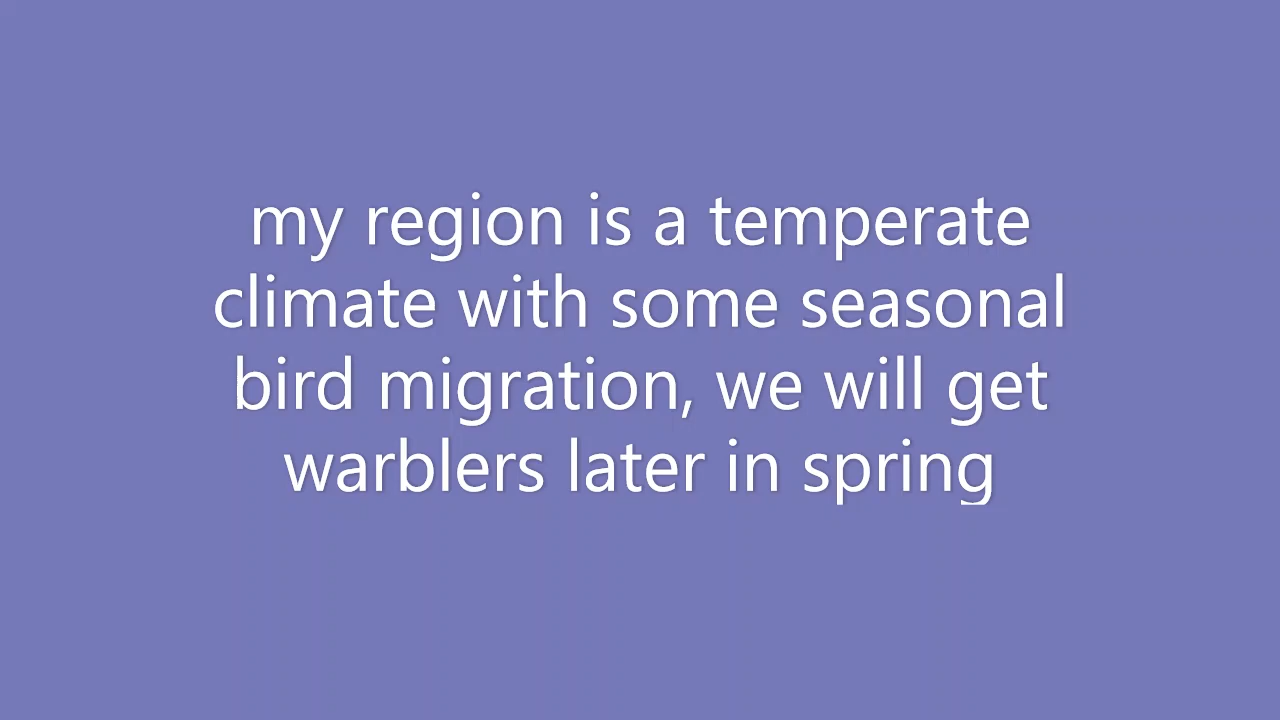 my region is a temperate
climate with some seasonal
bird migration, we will get
warblers later in spring